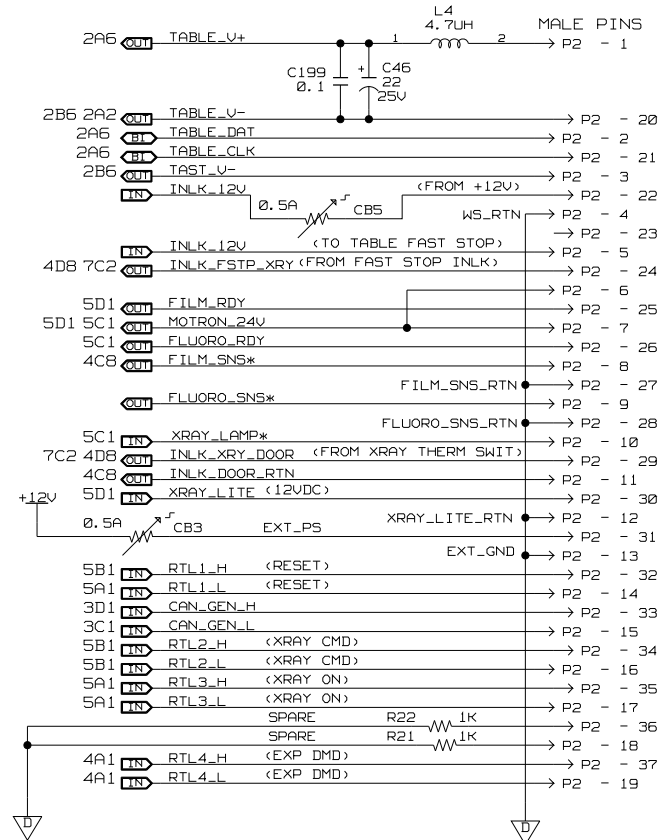 L4
4.7UH
MALE PINS
2A6 OUT TABLE_V+ 1 2 P2 - 1
C199
0.1
+ C46
22
25V
2B6 2A2 OUT TABLE_V- P2 - 20
2A6 BI TABLE_DAT P2 - 2
2A6 BI TABLE_CLK P2 - 21
2B6 OUT TAST_V- P2 - 3
IN INLK_12V (FROM +12V) P2 - 22
0.5A CB5
WS_RTN P2 - 4
P2 - 23
IN INLK_12V (TO TABLE FAST STOP) P2 - 5
4D8 7C2 OUT INLK_FSTP_XRY (FROM FAST STOP INLK) P2 - 24
P2 - 6
5D1 OUT FILM_RDY P2 - 25
5D1 5C1 OUT MOTRON_24V P2 - 7
5C1 OUT FLUORO_RDY P2 - 26
4C8 OUT FILM_SNS* P2 - 8
FILM_SNS_RTN P2 - 27
OUT FLUORO_SNS* P2 - 9
FLUORO_SNS_RTN P2 - 28
5C1 IN XRAY_LAMP* P2 - 10
7C2 4D8 OUT INLK_XRY_DOOR (FROM XRAY THERM SWIT) P2 - 29
4C8 OUT INLK_DOOR_RTN P2 - 11
5D1 IN XRAY_LITE (12VDC) P2 - 30
+12V
XRAY_LITE_RTN P2 - 12
0.5A CB3 EXT_PS P2 - 31
EXT_GND P2 - 13
5B1 IN RTL1_H (RESET) P2 - 32
5A1 IN RTL1_L (RESET) P2 - 14
3D1 IN CAN_GEN_H P2 - 33
3C1 IN CAN_GEN_L P2 - 15
5B1 IN RTL2_H (XRAY CMD) P2 - 34
5B1 IN RTL2_L (XRAY CMD) P2 - 16
5A1 IN RTL3_H (XRAY ON) P2 - 35
5A1 IN RTL3_L (XRAY ON) P2 - 17
SPARE R22 1K P2 - 36
SPARE R21 1K P2 - 18
4A1 IN RTL4_H (EXP DMD) P2 - 37
4A1 IN RTL4_L (EXP DMD) P2 - 19
D D